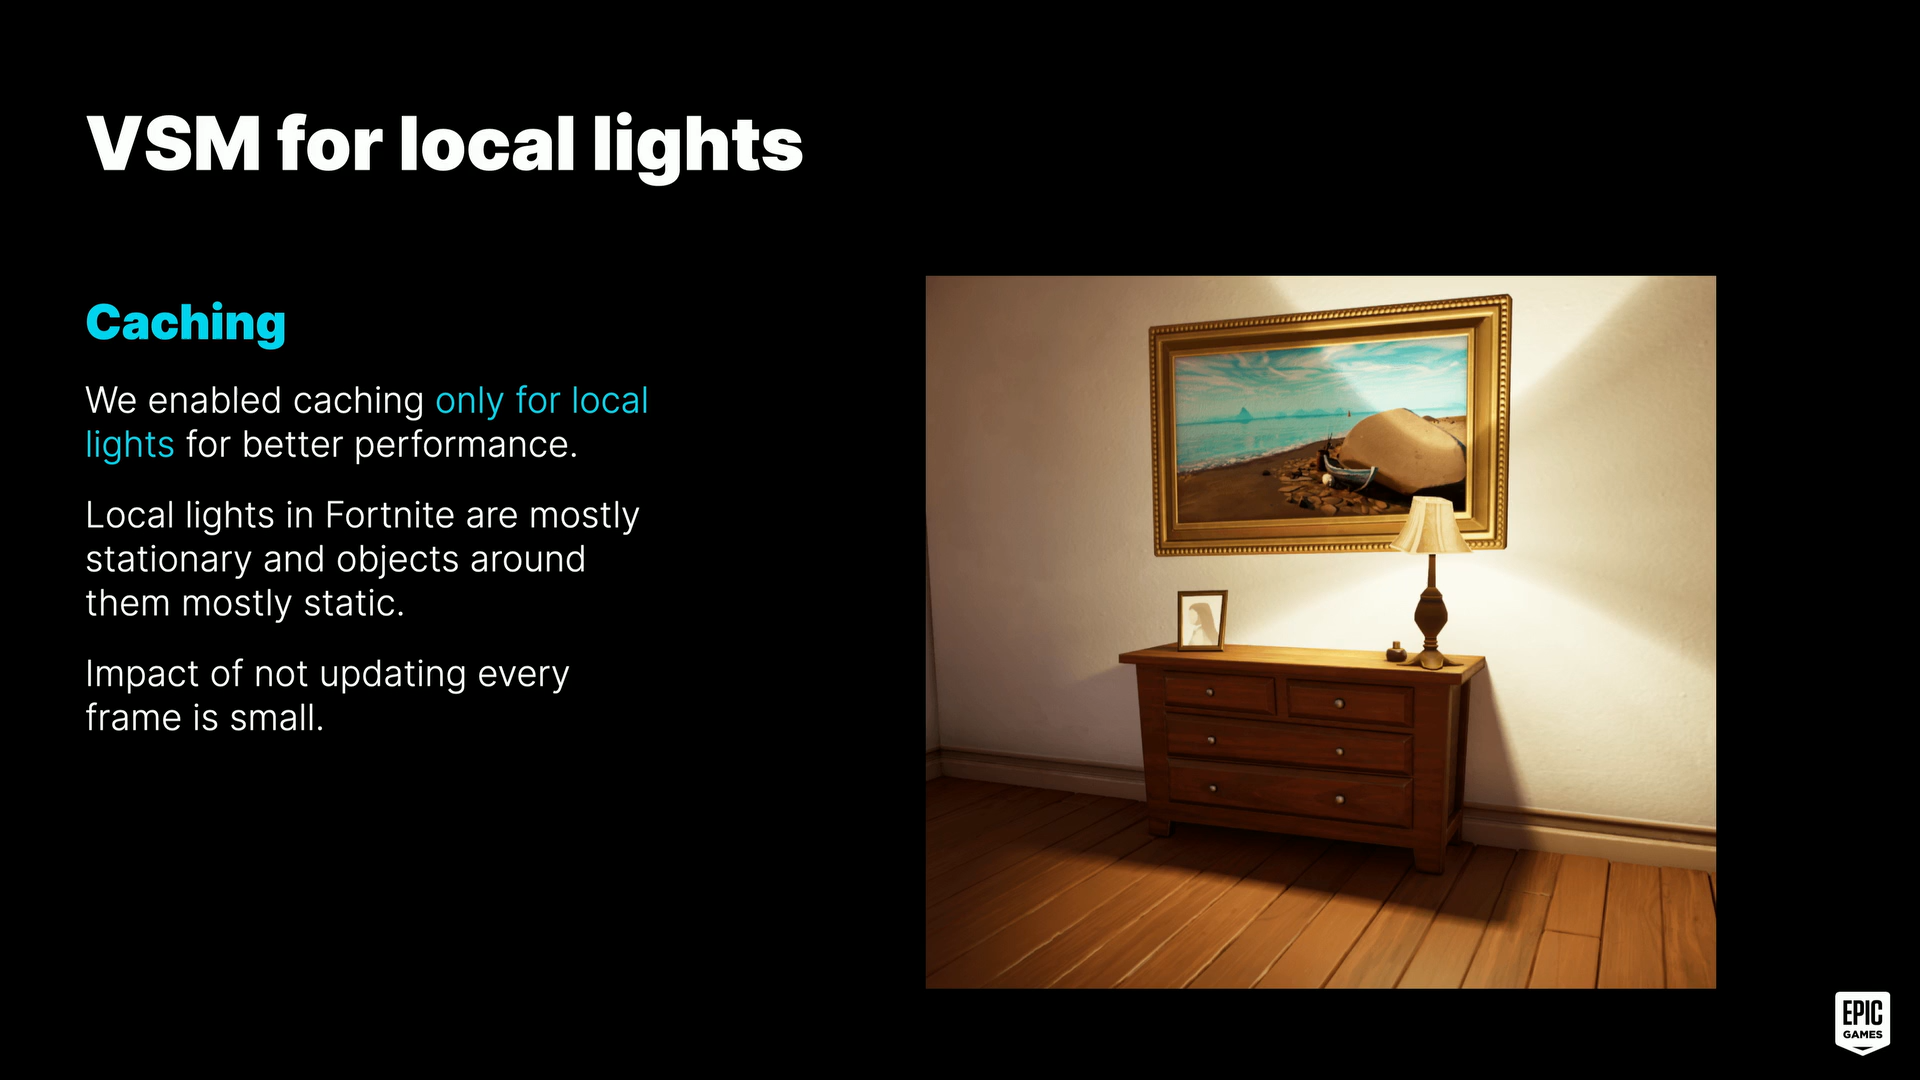 VSM for local lights
Caching
We enabled caching only for local
lights for better performance.
Local lights in Fortnite are mostly
stationary and objects around
them mostly static.
Impact of not updating every
frame is small.
EPIC
GAMES